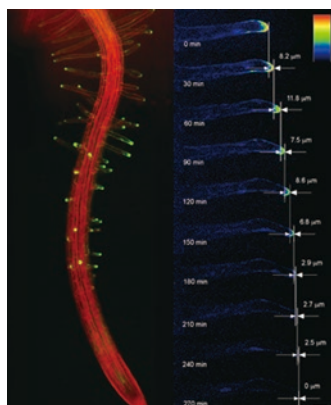 0 min
8.2 µm
30 min
11.8 µm
60 min
7.5 µm
90 min
8.6 µm
120 min
6.8 µm
150 min
2.9 µm
180 min
2.7 µm
210 min
2.5 µm
240 min
0 µm
270 min